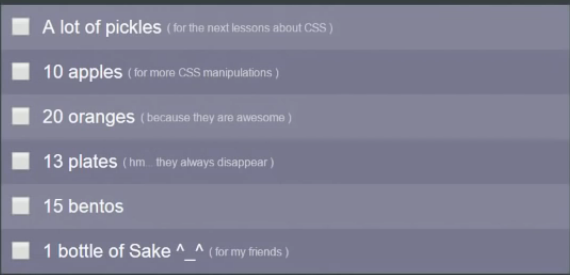 A lot of pickles ( for the next lessons about CSS )
10 apples ( for more CSS manipulations )
20 oranges ( because they are awesome )
13 plates ( hm... they always disappear )
15 bentos
1 bottle of Sake ^_^ ( for my friends )